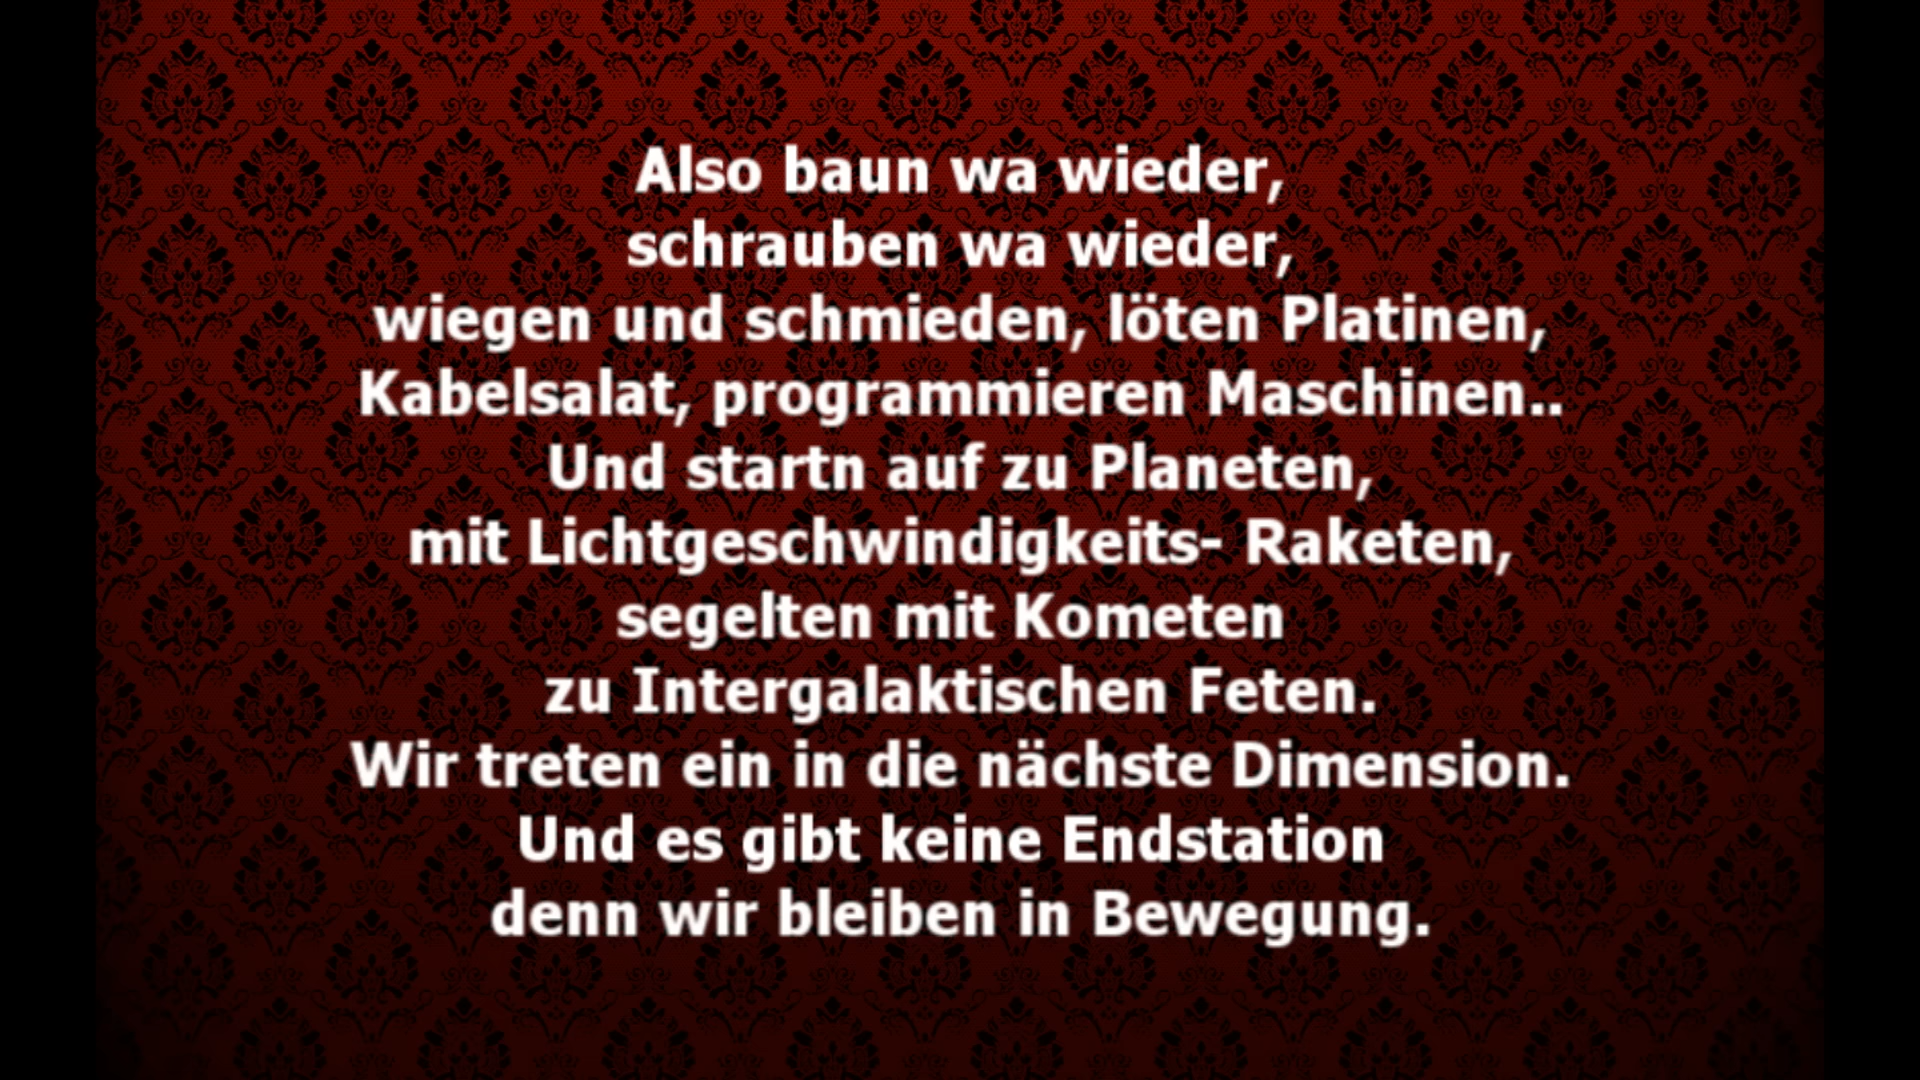 Also baun wa wieder,
schrauben wa wieder,
wiegen und schmieden, löten Platinen,
Kabelsalat, programmieren Maschinen..
Und startn auf zu Planeten,
mit Lichtgeschwindigkeits- Raketen,
segelten mit Kometen
zu Intergalaktischen Feten.
Wir treten ein in die nächste Dimension.
Und es gibt keine Endstation
denn wir bleiben in Bewegung.